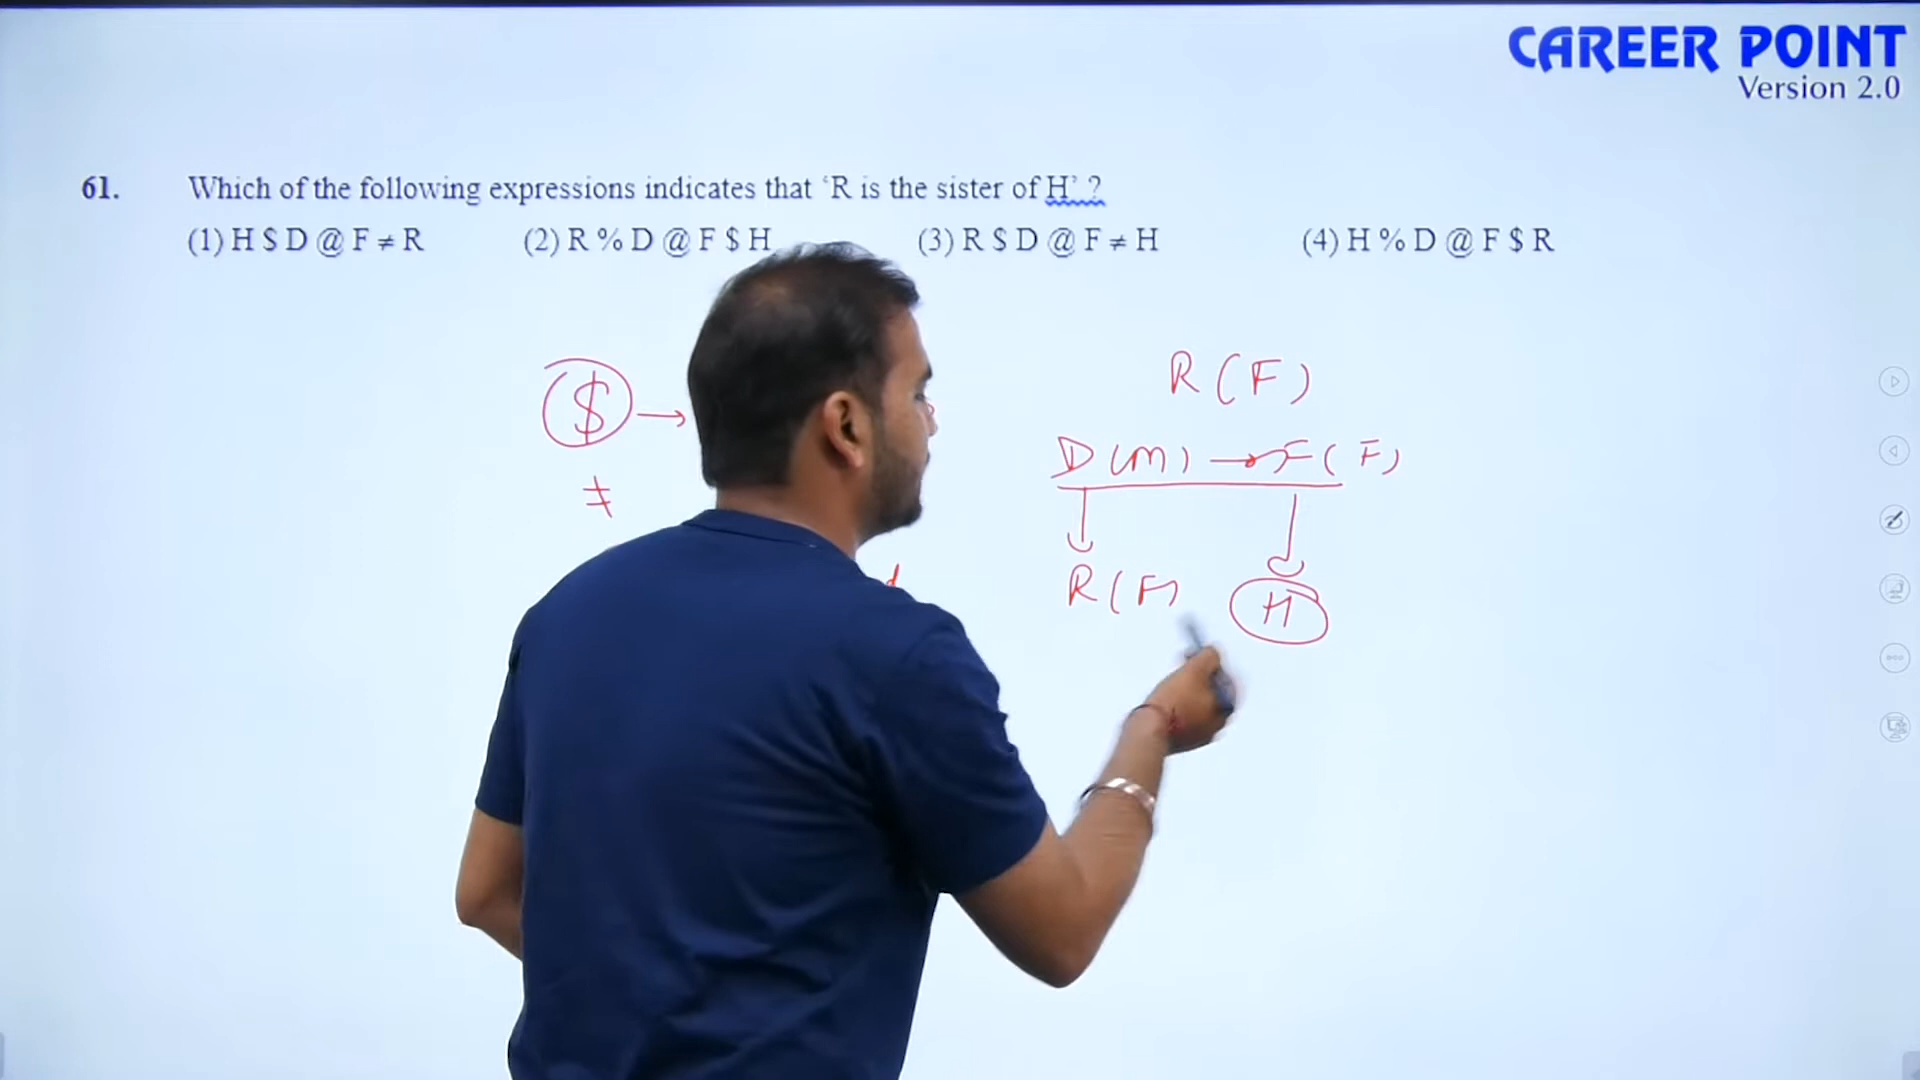 CAREER POINT
Version 2.0
61. Which of the following expressions indicates that ‘R is the sister of H’ ?
(1) H $ D @ F ≠ R (2) R % D @ F $ H (3) R $ D @ F ≠ H (4) H % D @ F $ R
R (F)
$ →
D (M) → F (F)
≠
R (F) H